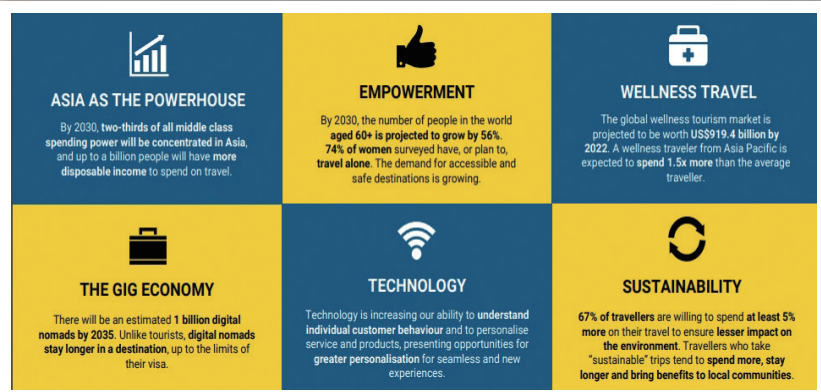 ASIA AS THE POWERHOUSE
By 2030, two-thirds of all middle class
spending power will be concentrated in Asia,
and up to a billion people will have more
disposable income to spend on travel.
EMPOWERMENT
By 2030, the number of people in the world
aged 60+ is projected to grow by 56%.
74% of women surveyed have, or plan to,
travel alone. The demand for accessible and
safe destinations is growing.
WELLNESS TRAVEL
The global wellness tourism market is
projected to be worth US$919.4 billion by
2022. A wellness traveler from Asia Pacific is
expected to spend 1.5x more than the average
traveller.
THE GIG ECONOMY
There will be an estimated 1 billion digital
nomads by 2035. Unlike tourists, digital nomads
stay longer in a destination, up to the limits of
their visa.
TECHNOLOGY
Technology is increasing our ability to understand
individual customer behaviour and to personalise
service and products, presenting opportunities for
greater personalisation for seamless and new
experiences.
SUSTAINABILITY
67% of travellers are willing to spend at least 5%
more on their travel to ensure lesser impact on
the environment. Travellers who take
"sustainable" trips tend to spend more, stay
longer and bring benefits to local communities.